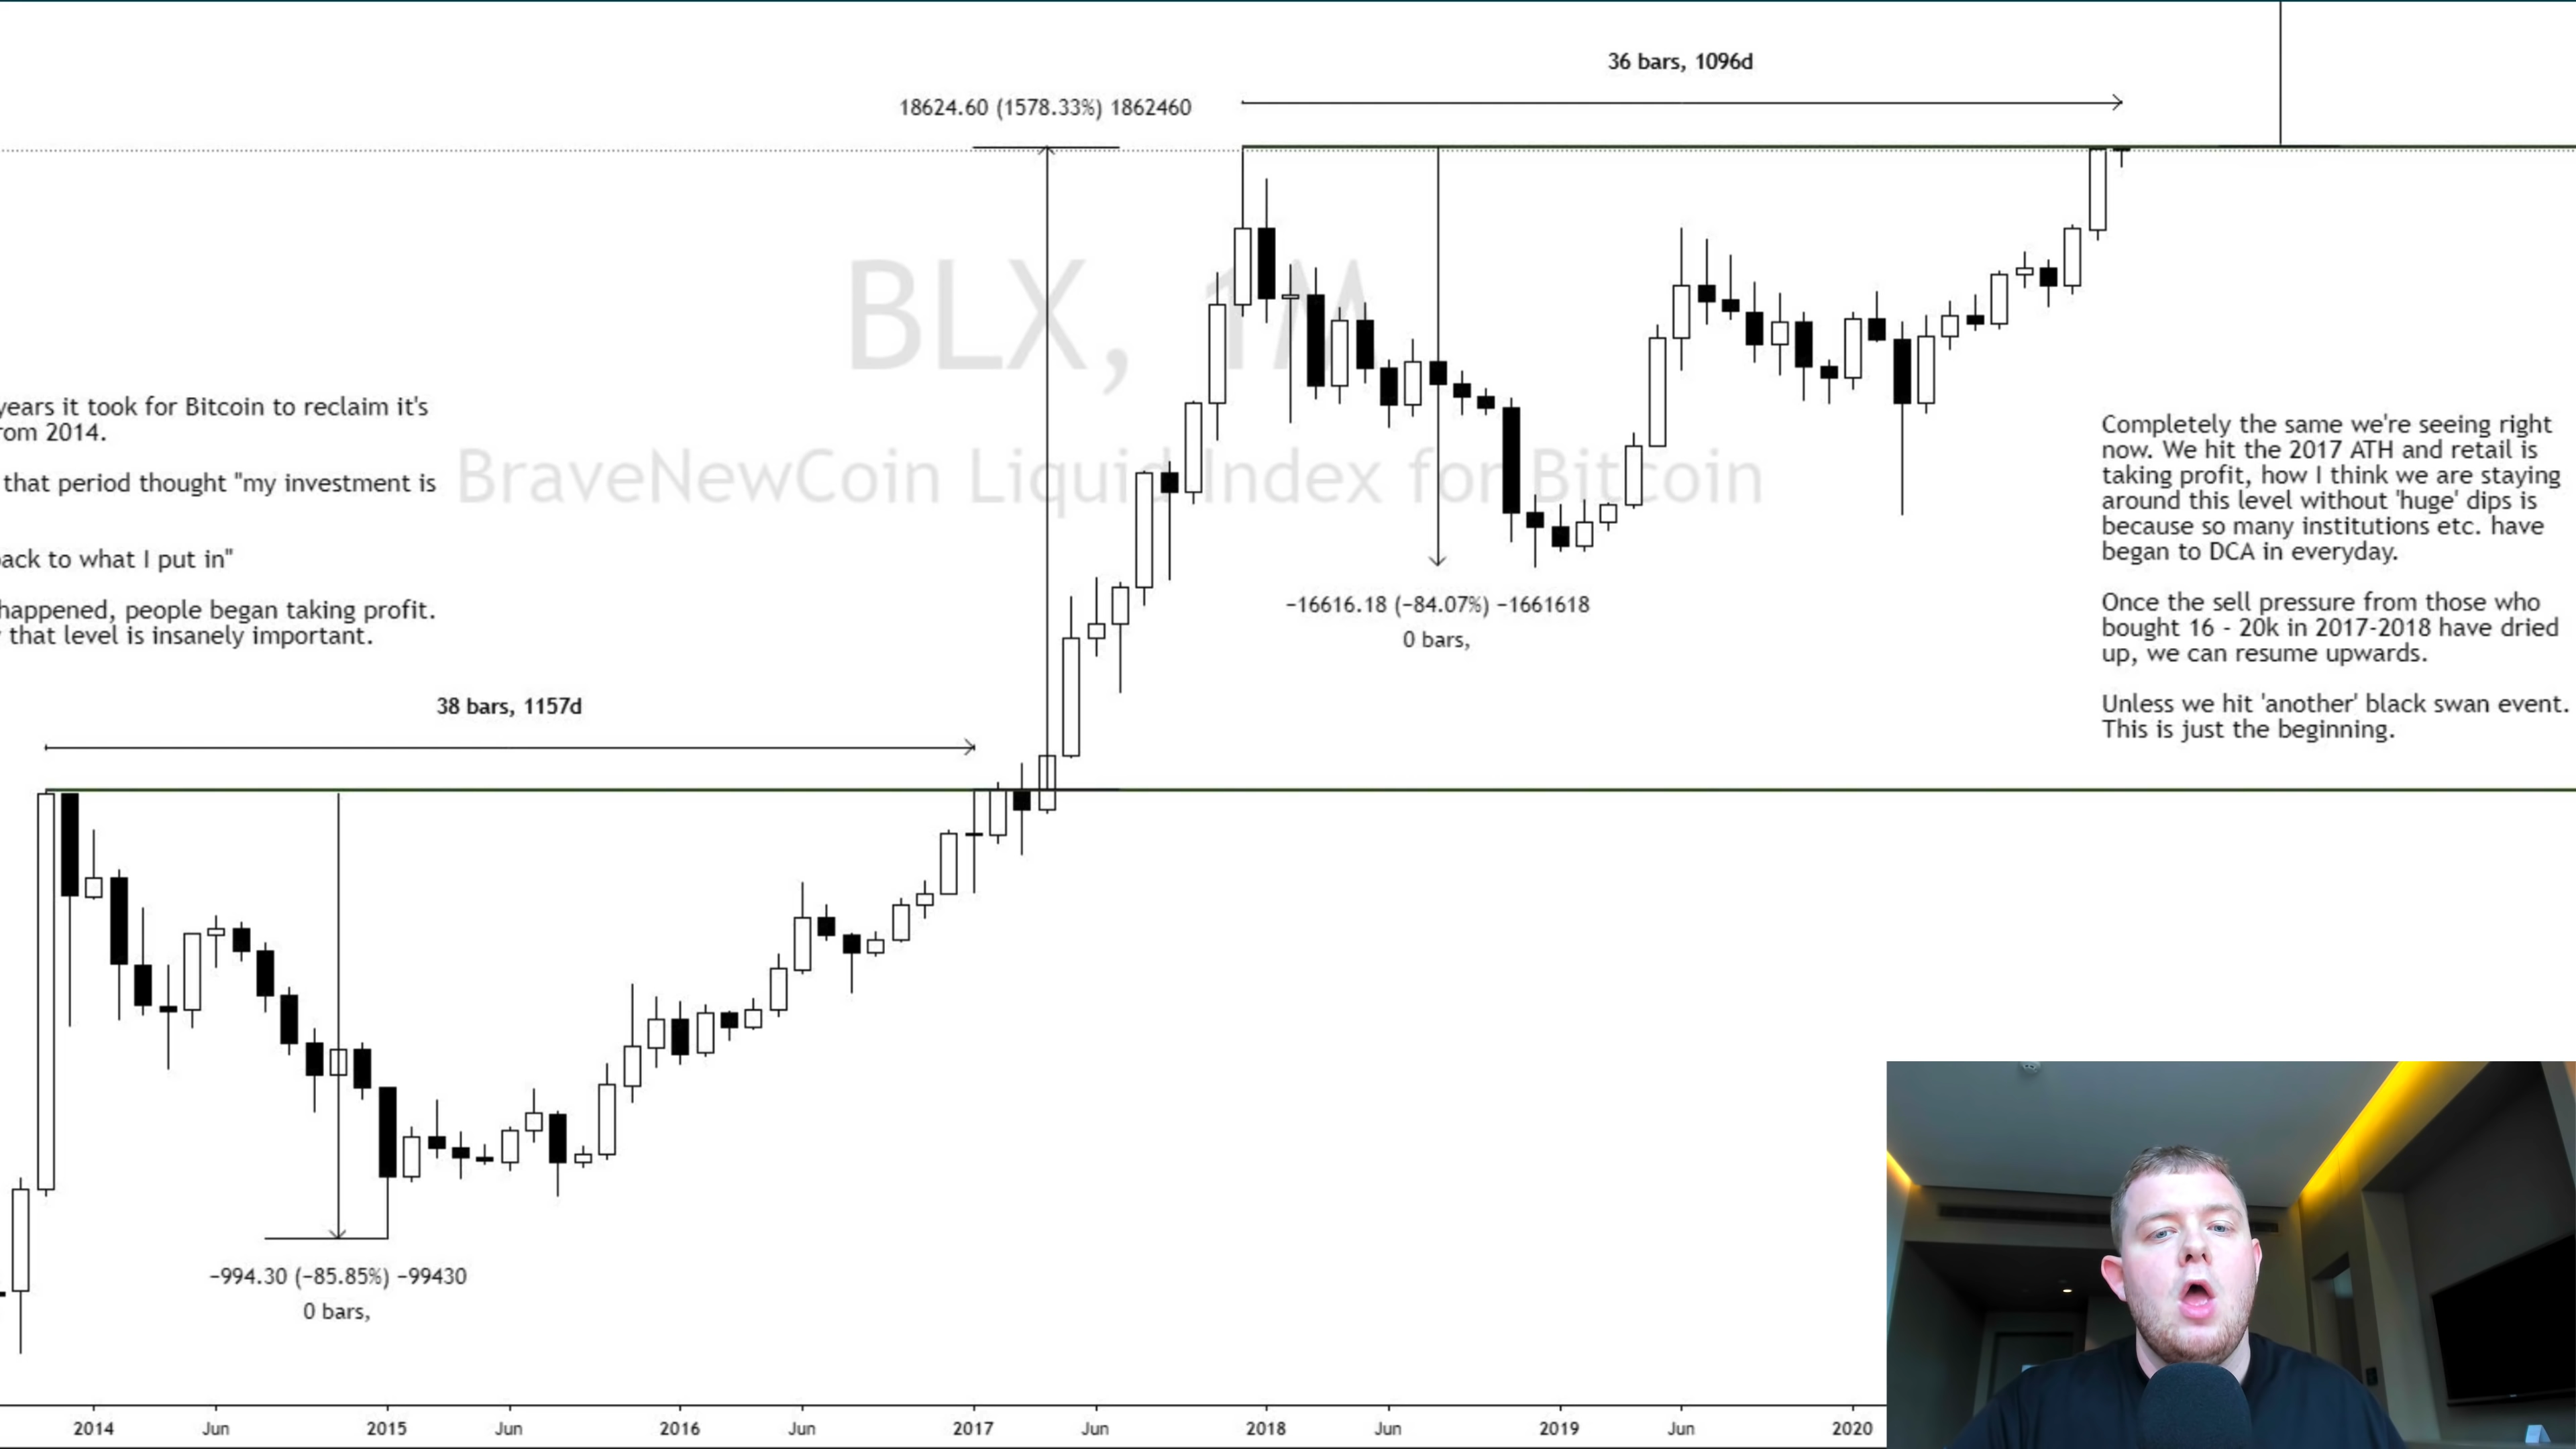 36 bars, 1096d
18624.60 (1578.33%) 1862460
BLX, 1M
BraveNewCoin Liquid Index for Bitcoin
years it took for Bitcoin to reclaim it's
rom 2014.
that period thought "my investment is
ack to what I put in"
happened, people began taking profit.
that level is insanely important.
Completely the same we're seeing right
now. We hit the 2017 ATH and retail is
taking profit, how I think we are staying
around this level without 'huge' dips is
because so many institutions etc. have
began to DCA in everyday.
Once the sell pressure from those who
bought 16 - 20k in 2017-2018 have dried
up, we can resume upwards.
Unless we hit 'another' black swan event.
This is just the beginning.
−16616.18 (−84.07%) −1661618
0 bars,
38 bars, 1157d
−994.30 (−85.85%) −99430
0 bars,
2014 Jun 2015 Jun 2016 Jun 2017 Jun 2018 Jun 2019 Jun 2020